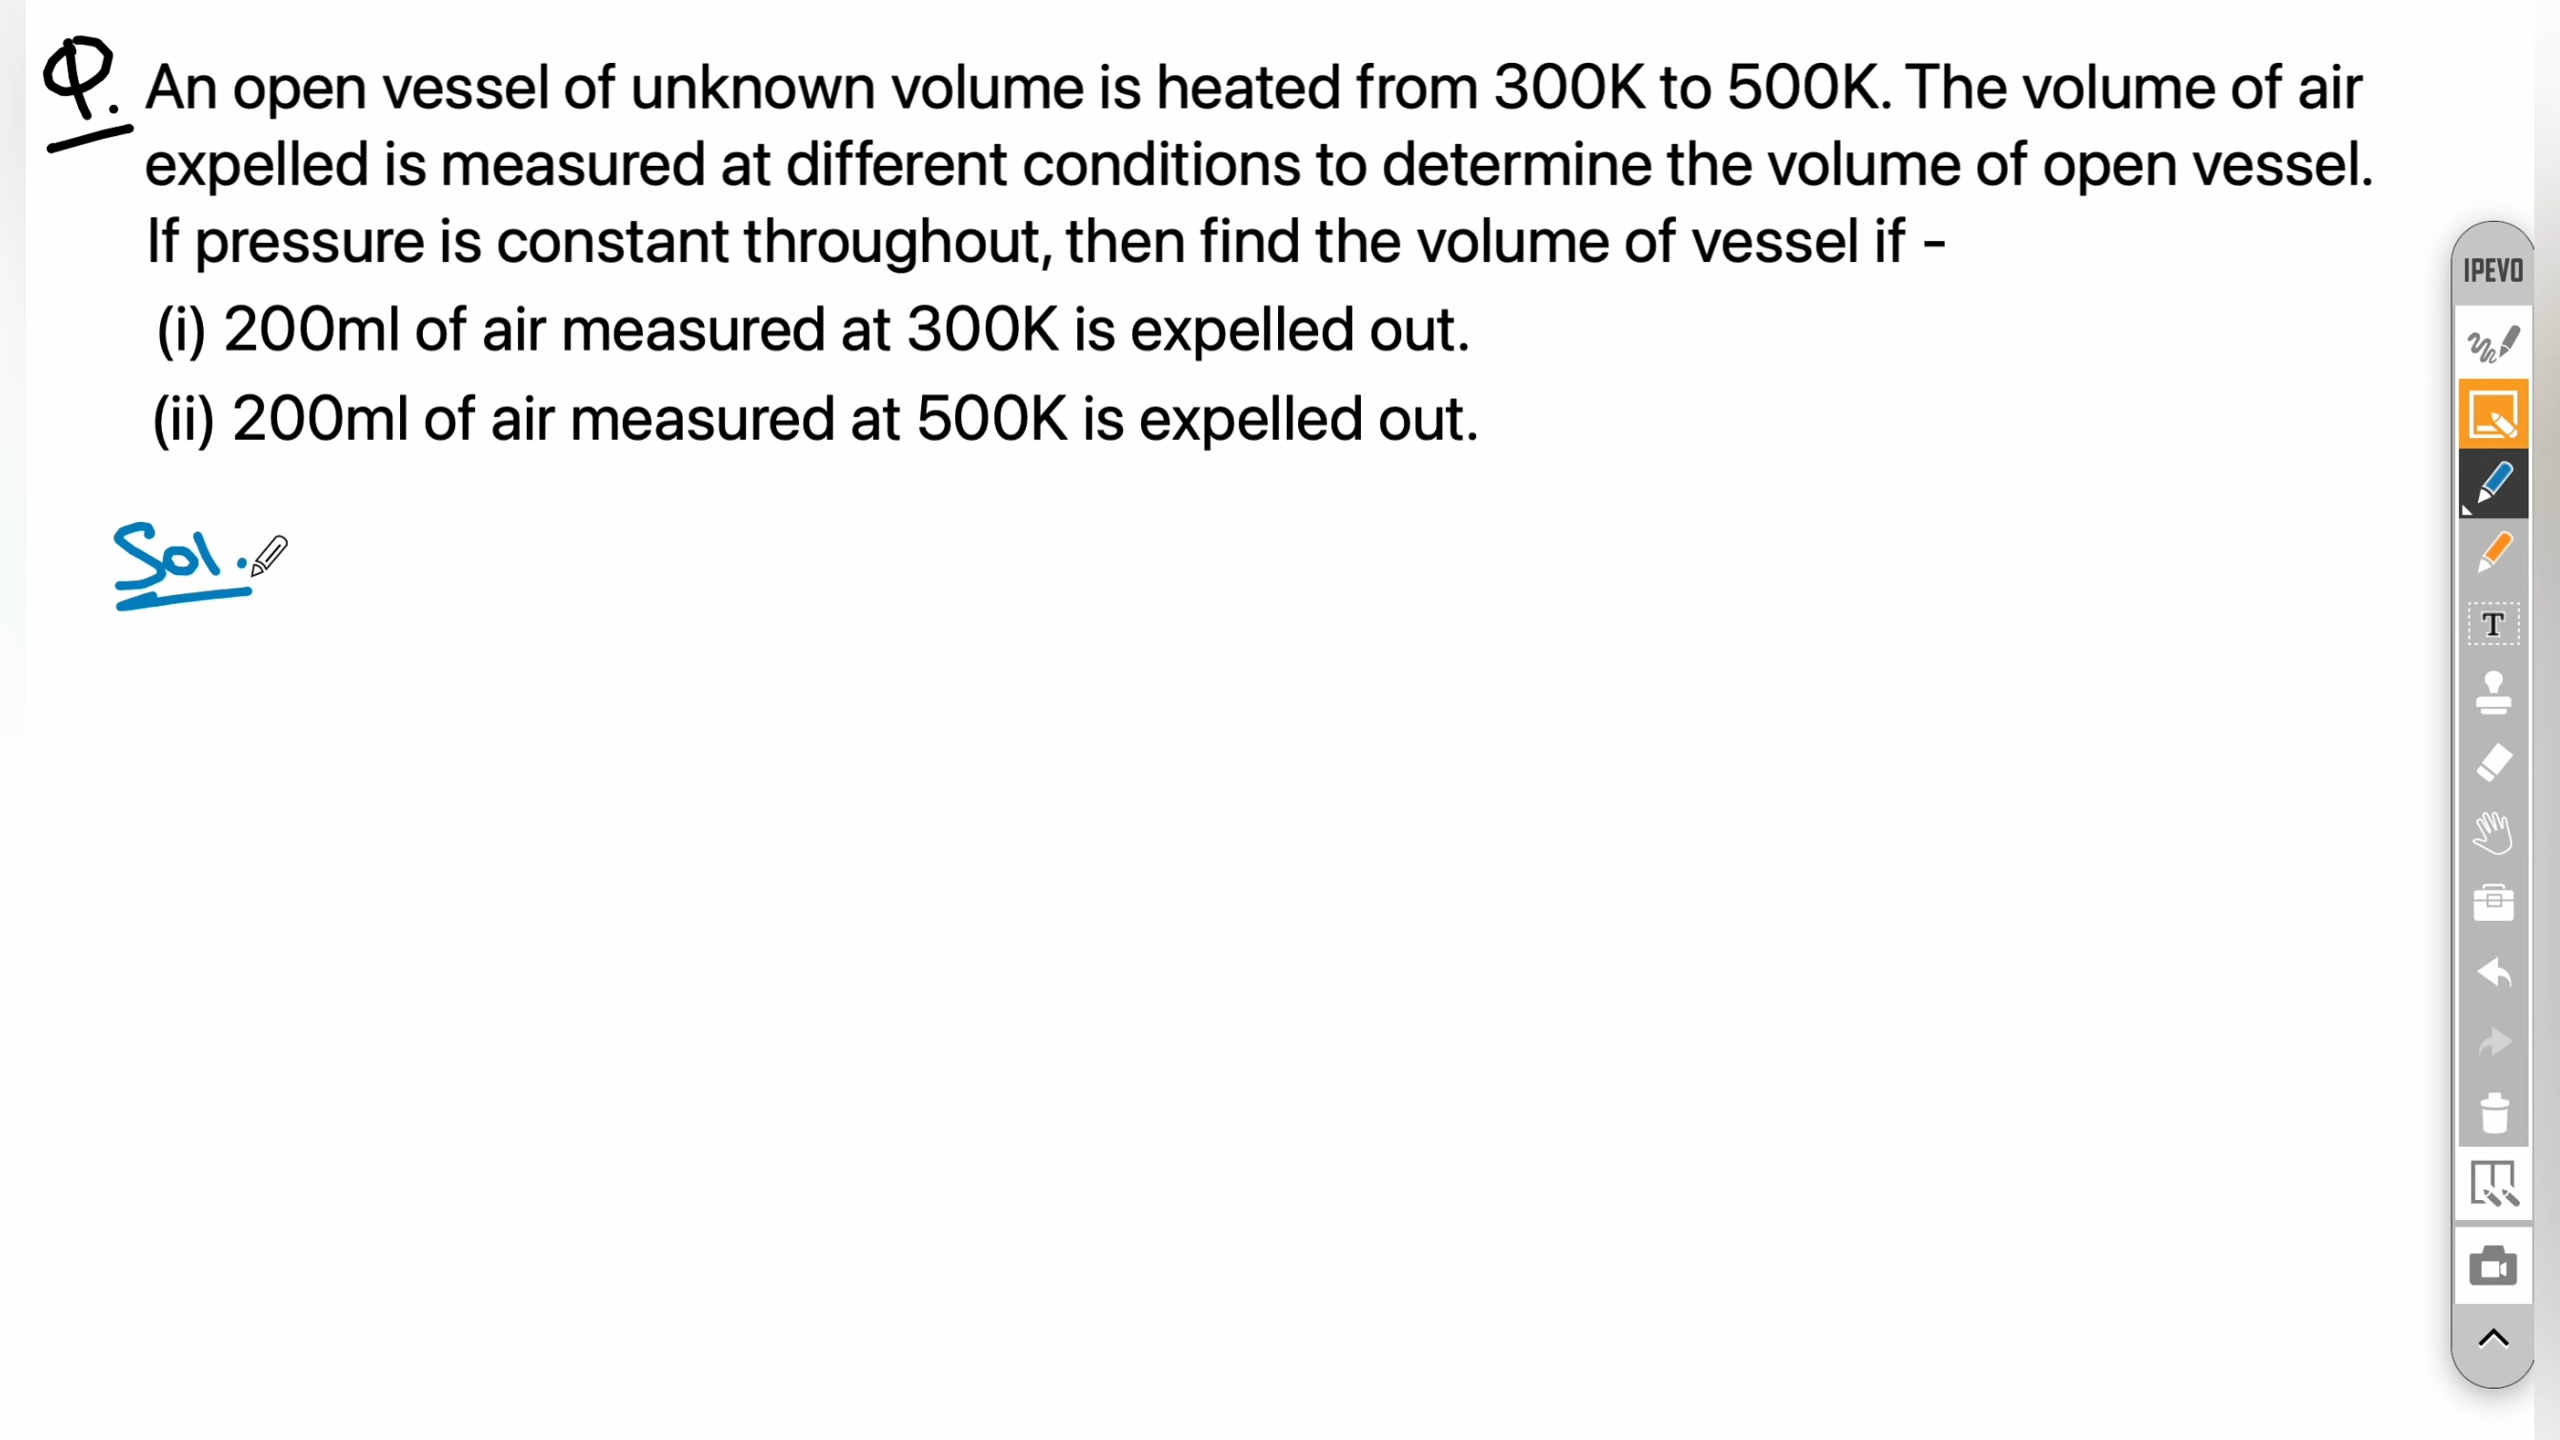 Q. An open vessel of unknown volume is heated from 300K to 500K. The volume of air
expelled is measured at different conditions to determine the volume of open vessel.
If pressure is constant throughout, then find the volume of vessel if -
(i) 200ml of air measured at 300K is expelled out.
(ii) 200ml of air measured at 500K is expelled out.
Sol.
IPEVO
T